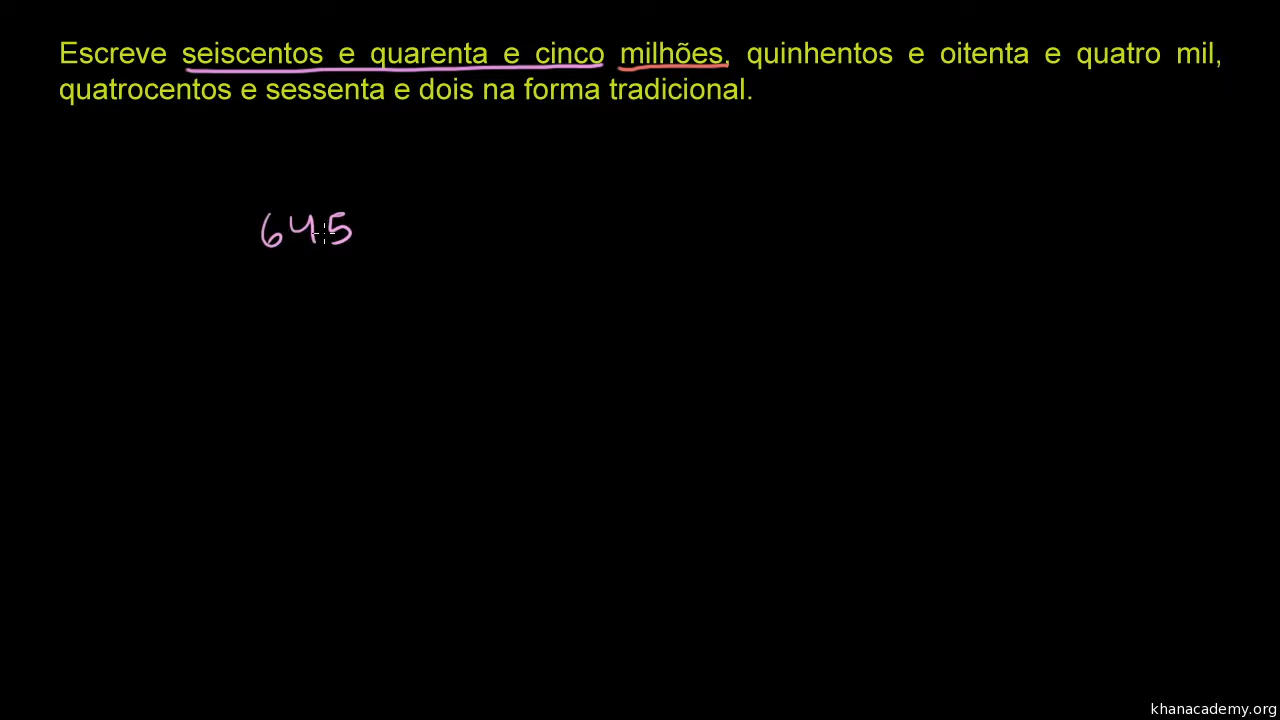 Escreve seiscentos e quarenta e cinco milhões, quinhentos e oitenta e quatro mil,
quatrocentos e sessenta e dois na forma tradicional.
645
khanacademy.org